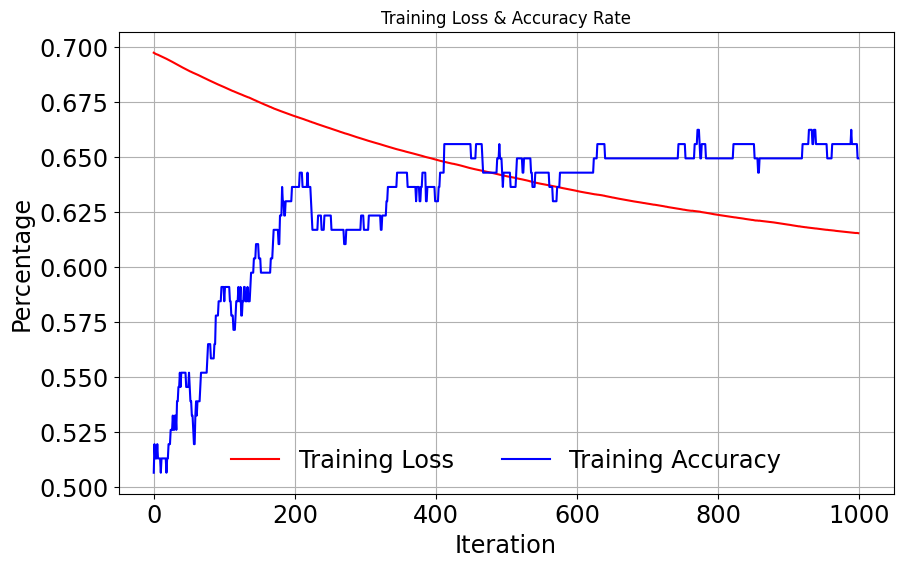 Training Loss & Accuracy Rate
Percentage
0.700
0.675
0.650
0.625
0.600
0.575
0.550
0.525
0.500
Training Loss Training Accuracy
0 200 400 600 800 1000
Iteration